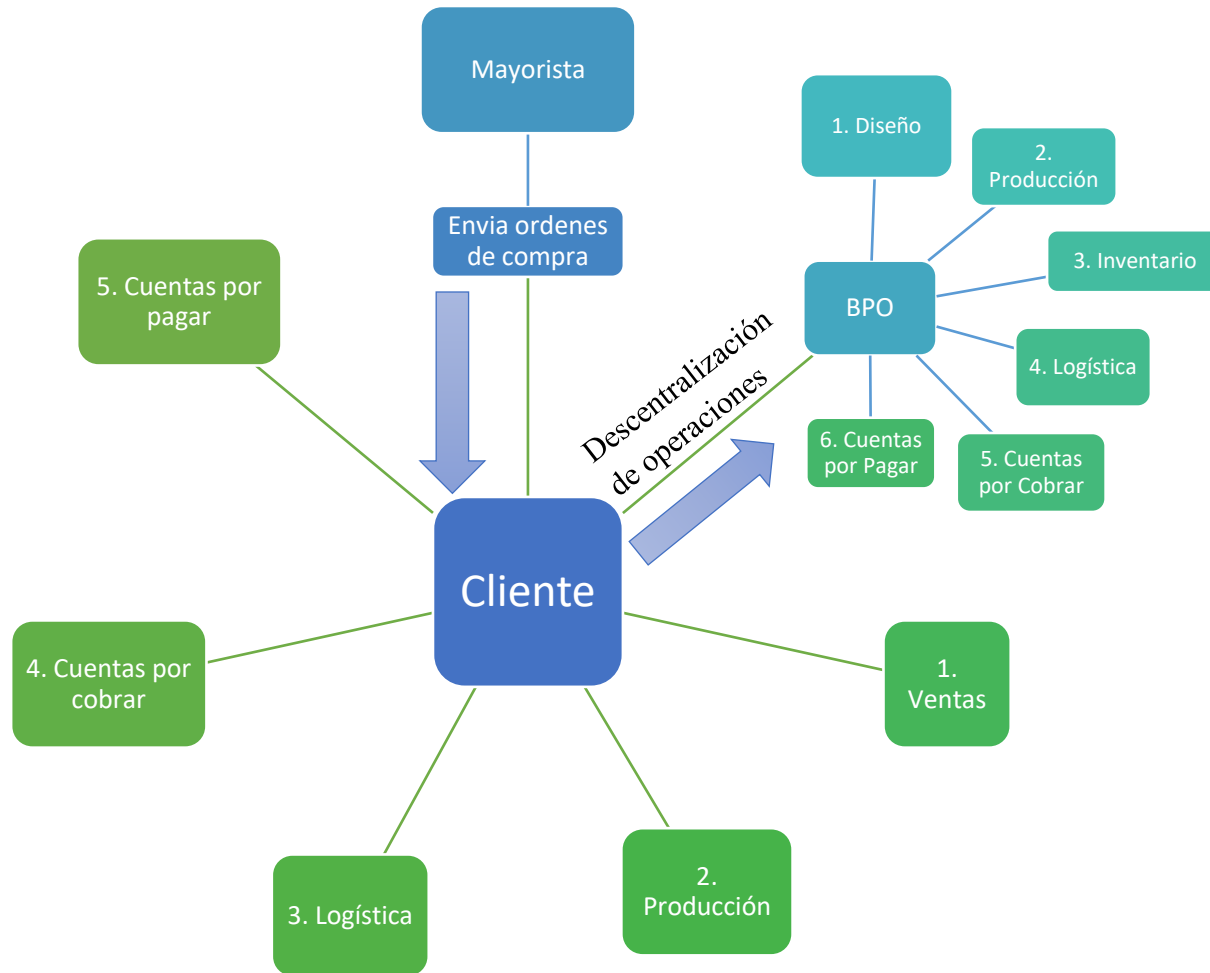 Mayorista
Envia ordenes
de compra
1. Diseño
2.
Producción
3. Inventario
BPO
4. Logística
5. Cuentas
por Cobrar
6. Cuentas
por Pagar
Descentralización
de operaciones
5. Cuentas por
pagar
Cliente
4. Cuentas por
cobrar
1.
Ventas
3. Logística
2.
Producción